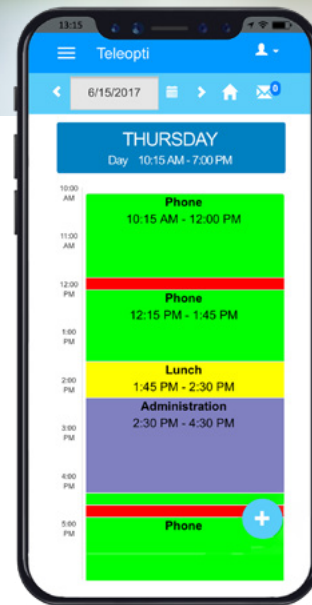 13:15
Teleopti
6/15/2017
0
THURSDAY
Day 10:15 AM - 7:00 PM
10:00
AM
Phone
10:15 AM - 12:00 PM
11:00
AM
12:00
PM
Phone
12:15 PM - 1:45 PM
1:00
PM
Lunch
1:45 PM - 2:30 PM
2:00
PM
Administration
2:30 PM - 4:30 PM
3:00
PM
4:00
PM
5:00
PM
Phone
+